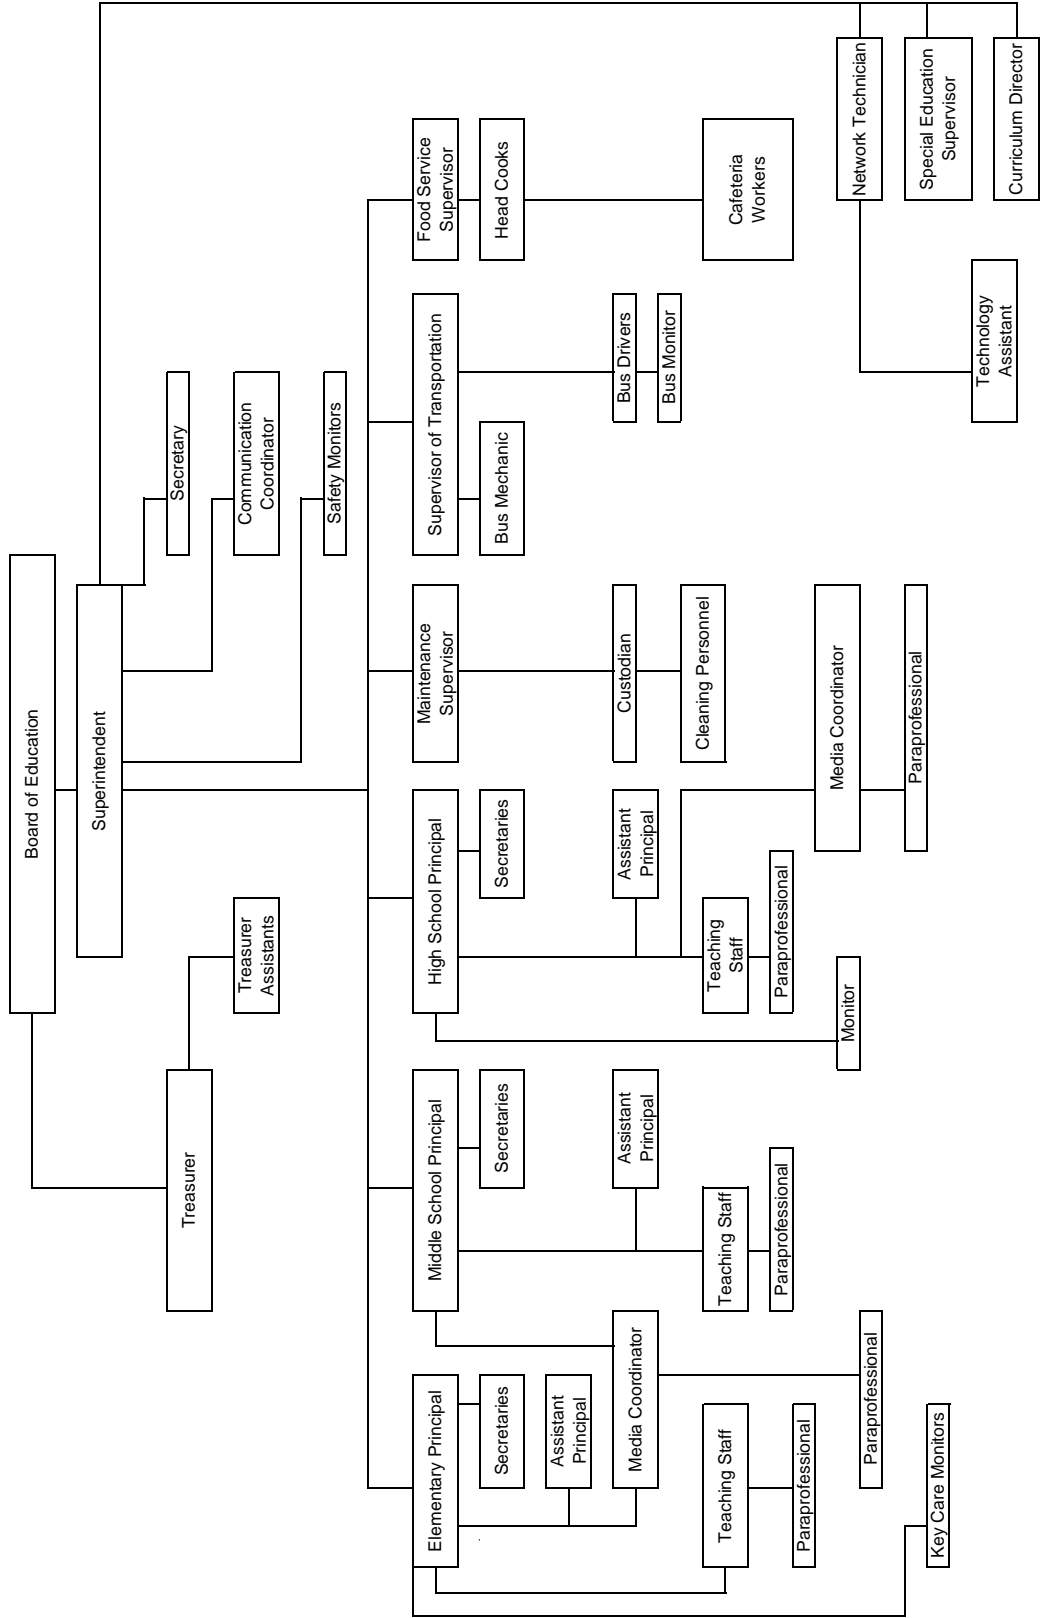 Board of Education
Superintendent
Treasurer
Treasurer
Assistants
Secretary
Communication
Coordinator
Safety Monitors
Elementary Principal
Secretaries
Assistant
Principal
Media Coordinator
Teaching Staff
Paraprofessional
Paraprofessional
Key Care Monitors
Middle School Principal
Secretaries
Assistant
Principal
Teaching Staff
Paraprofessional
High School Principal
Secretaries
Assistant
Principal
Teaching
Staff
Paraprofessional
Monitor
Media Coordinator
Paraprofessional
Maintenance
Supervisor
Custodian
Cleaning Personnel
Supervisor of Transportation
Bus Mechanic
Bus Drivers
Bus Monitor
Food Service
Supervisor
Head Cooks
Cafeteria
Workers
Network Technician
Special Education
Supervisor
Curriculum Director
Technology
Assistant